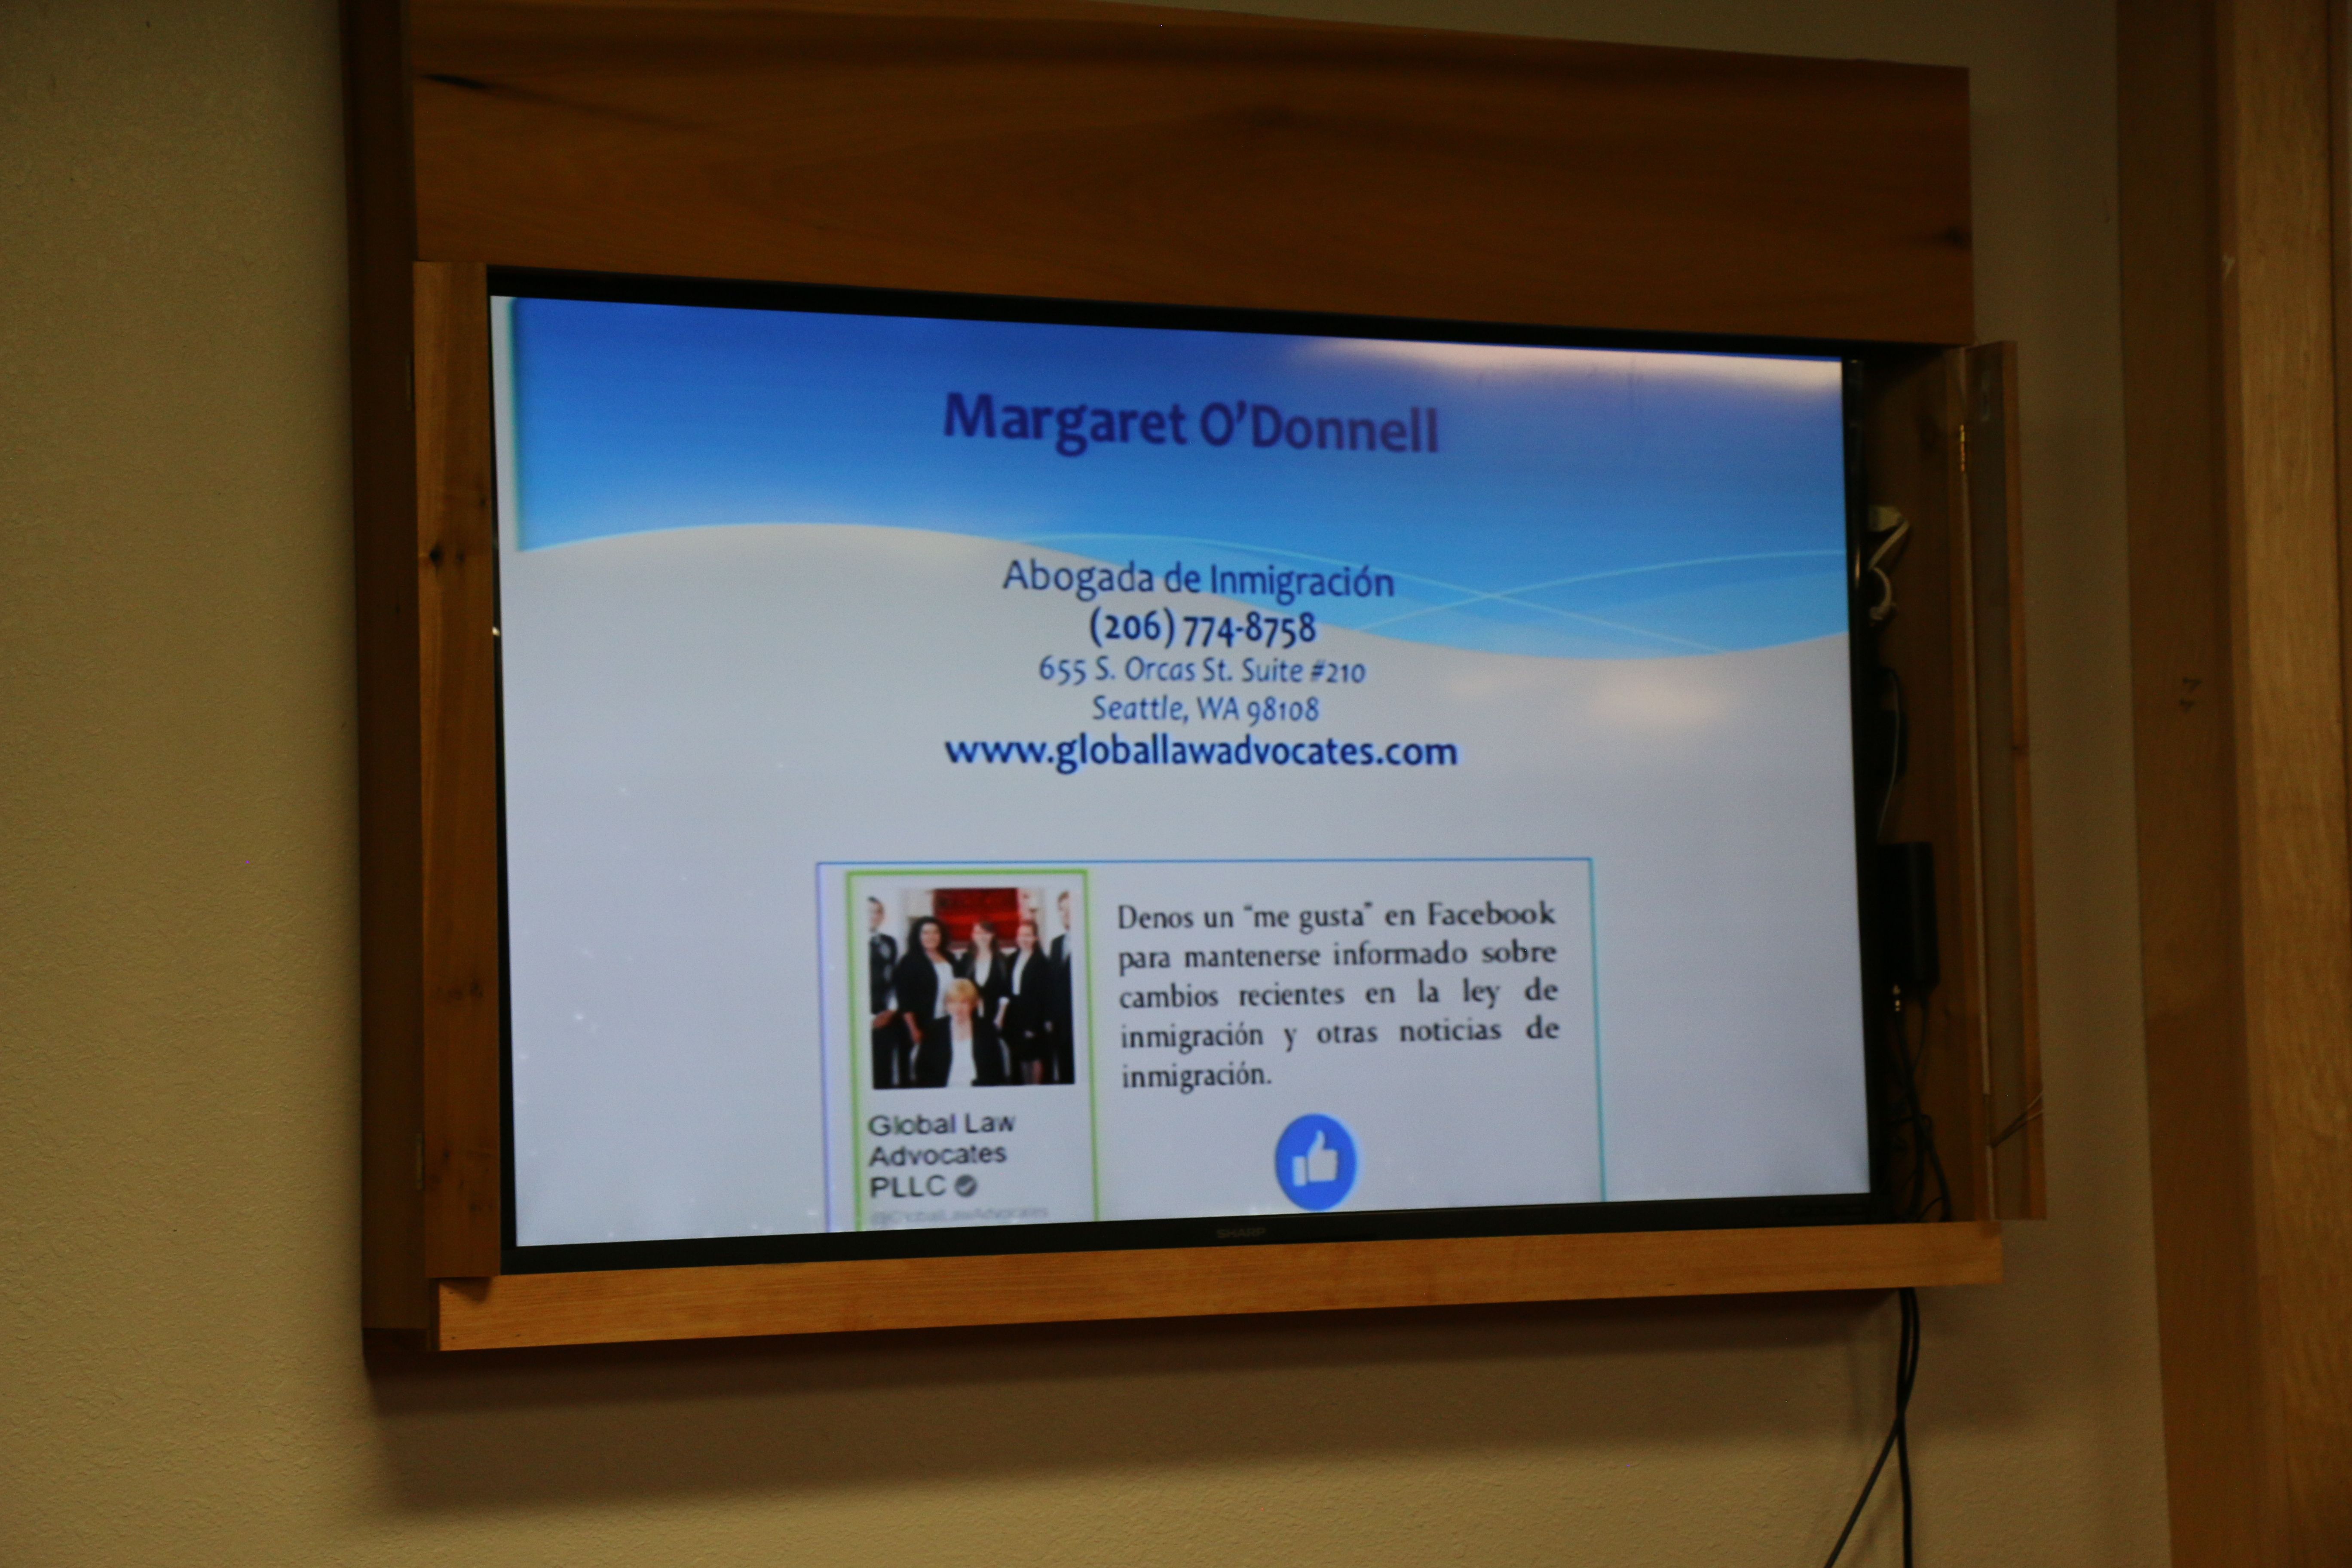 Margaret O'Donnell
Abogada de Inmigración
(206) 774-8758
655 S. Orcas St. Suite #210
Seattle, WA 98108
www.globallawadvocates.com
Denos un "me gusta" en Facebook
para mantenerse informado sobre
cambios recientes en la ley de
inmigración y otras noticias de
inmigración.
Global Law
Advocates
PLLC
@GlobalLawAdvocates
SHARP